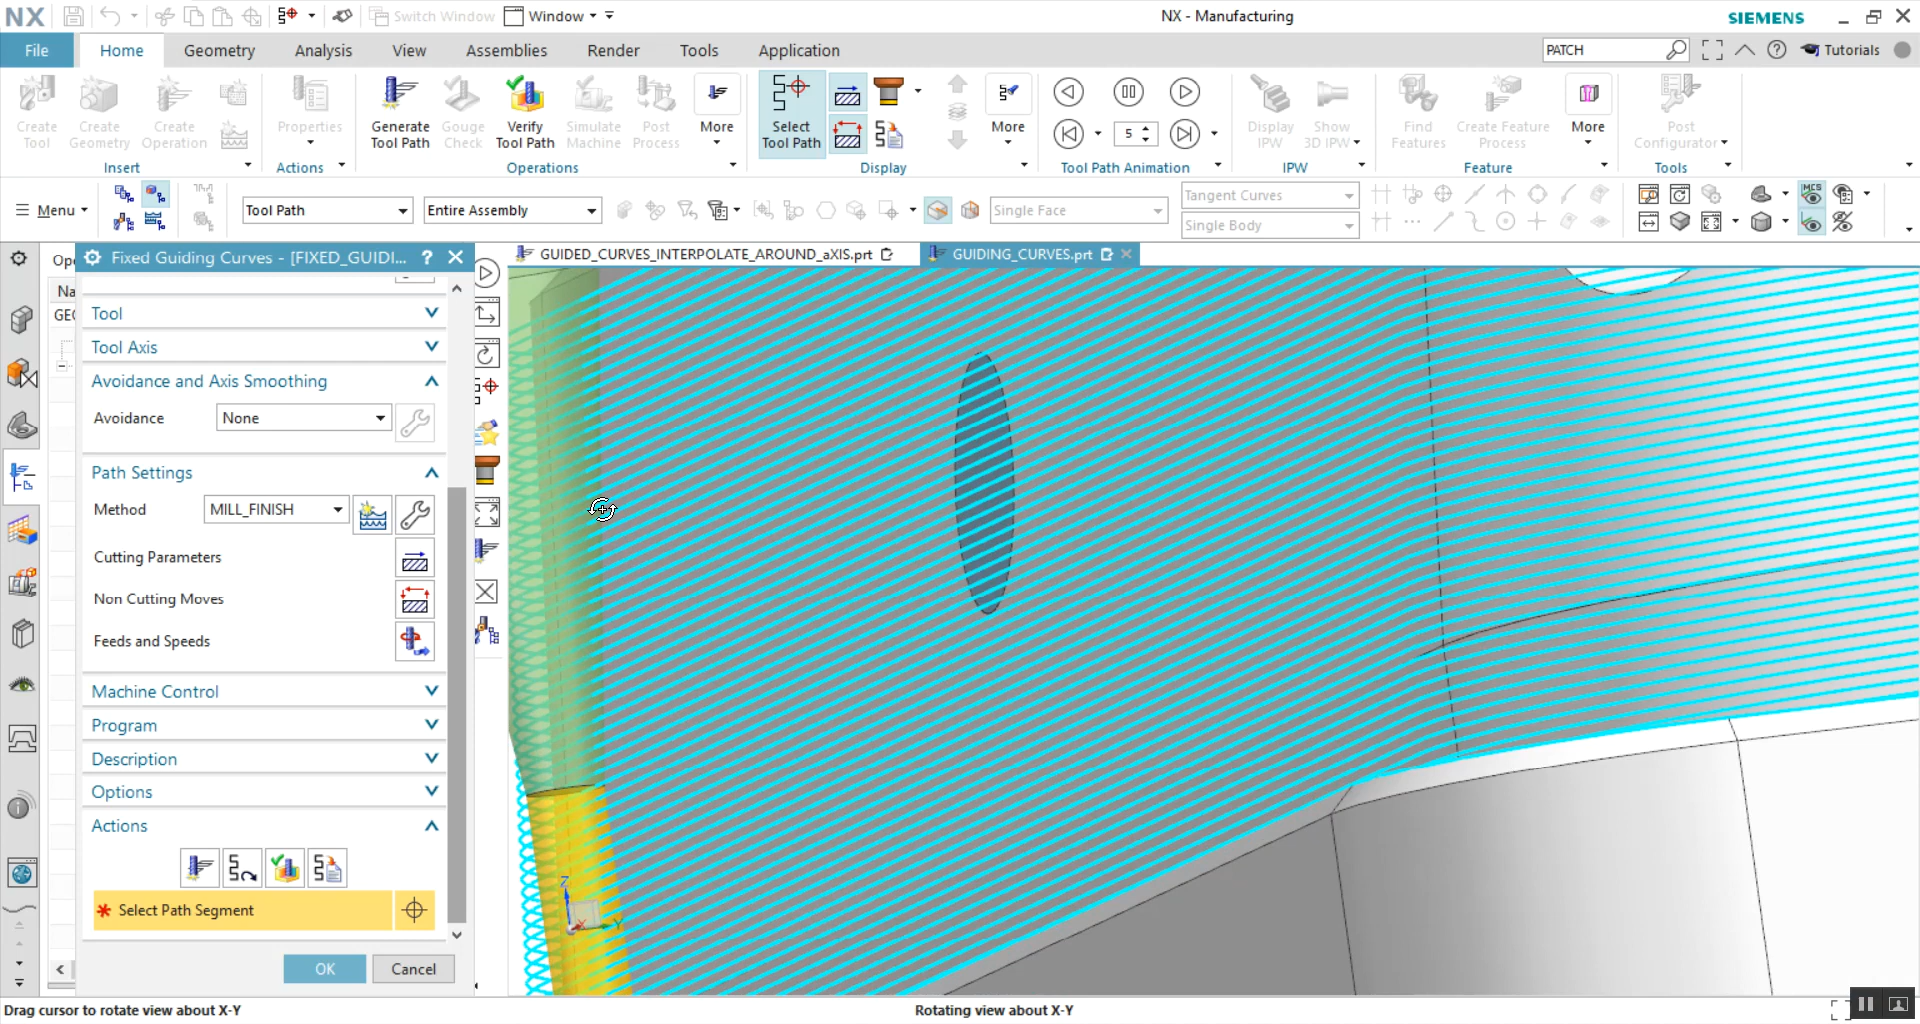 NX
Switch Window
Window
NX - Manufacturing
SIEMENS
File
Home
Geometry
Analysis
View
Assemblies
Render
Tools
Application
PATCH
Tutorials
Create Tool
Create Geometry
Create Operation
Properties
Generate Tool Path
Gouge Check
Verify Tool Path
Simulate Machine
Post Process
More
Select Tool Path
More
5
Display IPW
Show 3D IPW
Find Features
Create Feature Process
More
Post Configurator
Insert
Actions
Operations
Display
Tool Path Animation
IPW
Feature
Tools
Menu
Tool Path
Entire Assembly
Single Face
Tangent Curves
Single Body
MCS
Ope
Na
GEO
Fixed Guiding Curves - [FIXED_GUIDI... ?
GUIDED_CURVES_INTERPOLATE_AROUND_aXIS.prt
GUIDING_CURVES.prt
Tool
Tool Axis
Avoidance and Axis Smoothing
Avoidance
None
Path Settings
Method
MILL_FINISH
Cutting Parameters
Non Cutting Moves
Feeds and Speeds
Machine Control
Program
Description
Options
Actions
* Select Path Segment
OK
Cancel
Z
X
Y
Drag cursor to rotate view about X-Y
Rotating view about X-Y